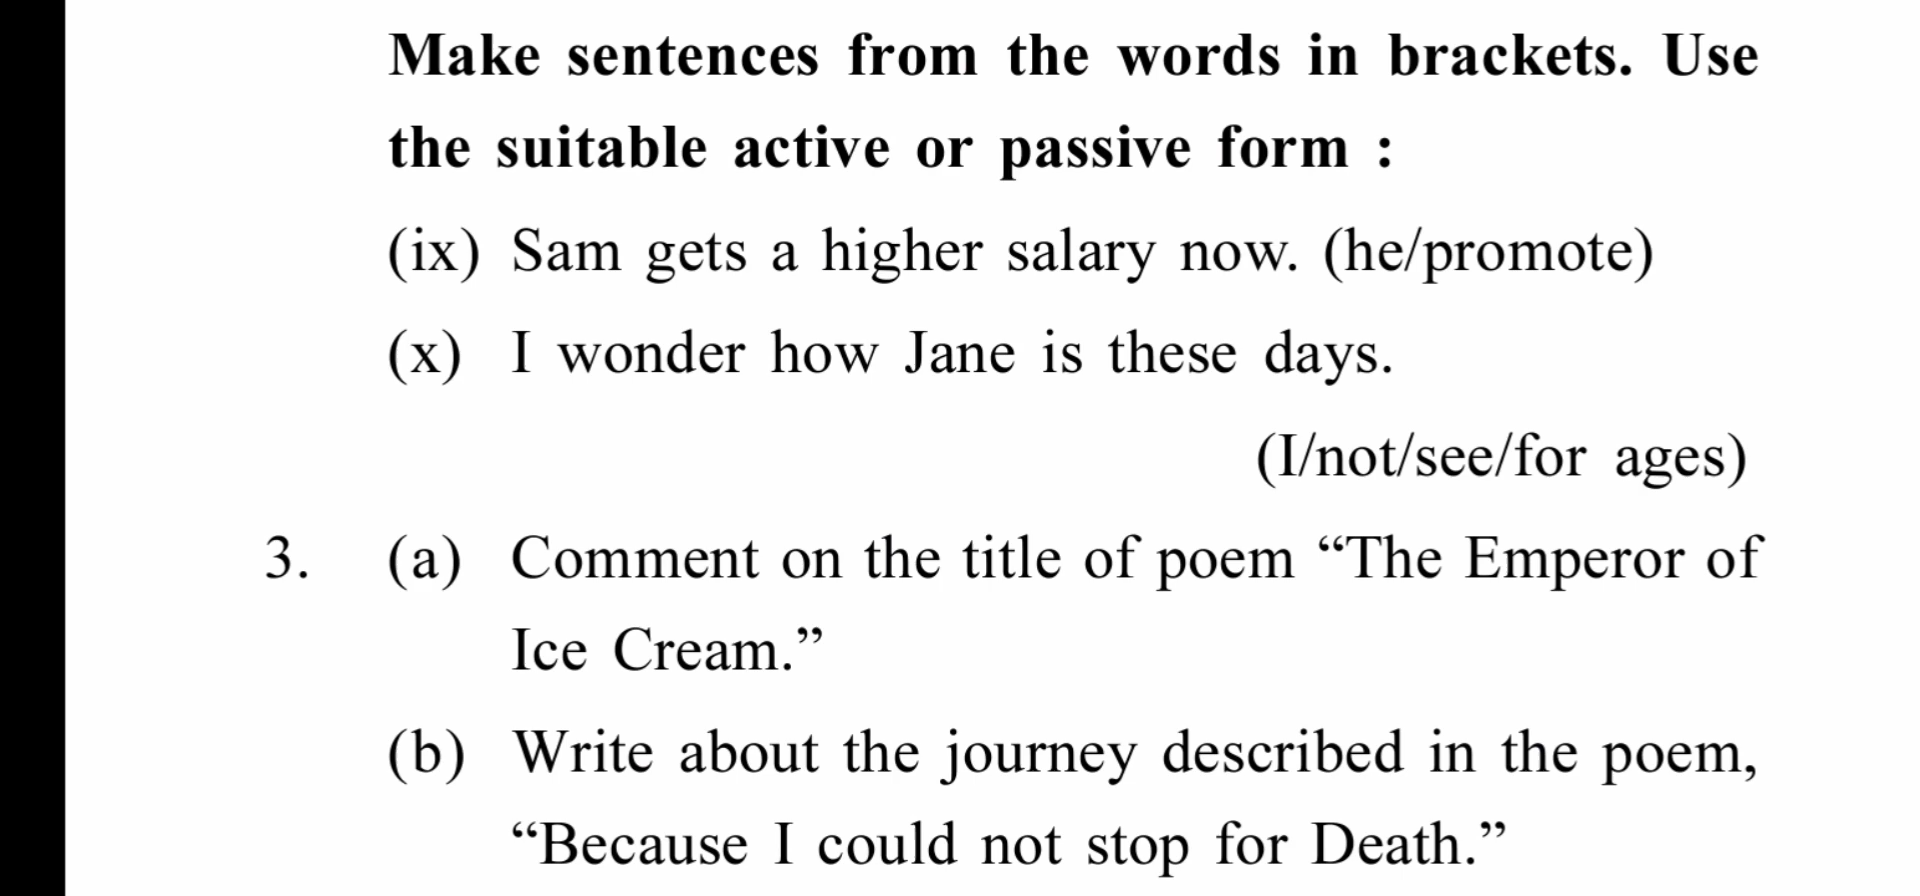 Make sentences from the words in brackets. Use
the suitable active or passive form :
(ix) Sam gets a higher salary now. (he/promote)
(x) I wonder how Jane is these days.
(I/not/see/for ages)
3. (a) Comment on the title of poem “The Emperor of
Ice Cream.”
(b) Write about the journey described in the poem,
“Because I could not stop for Death.”